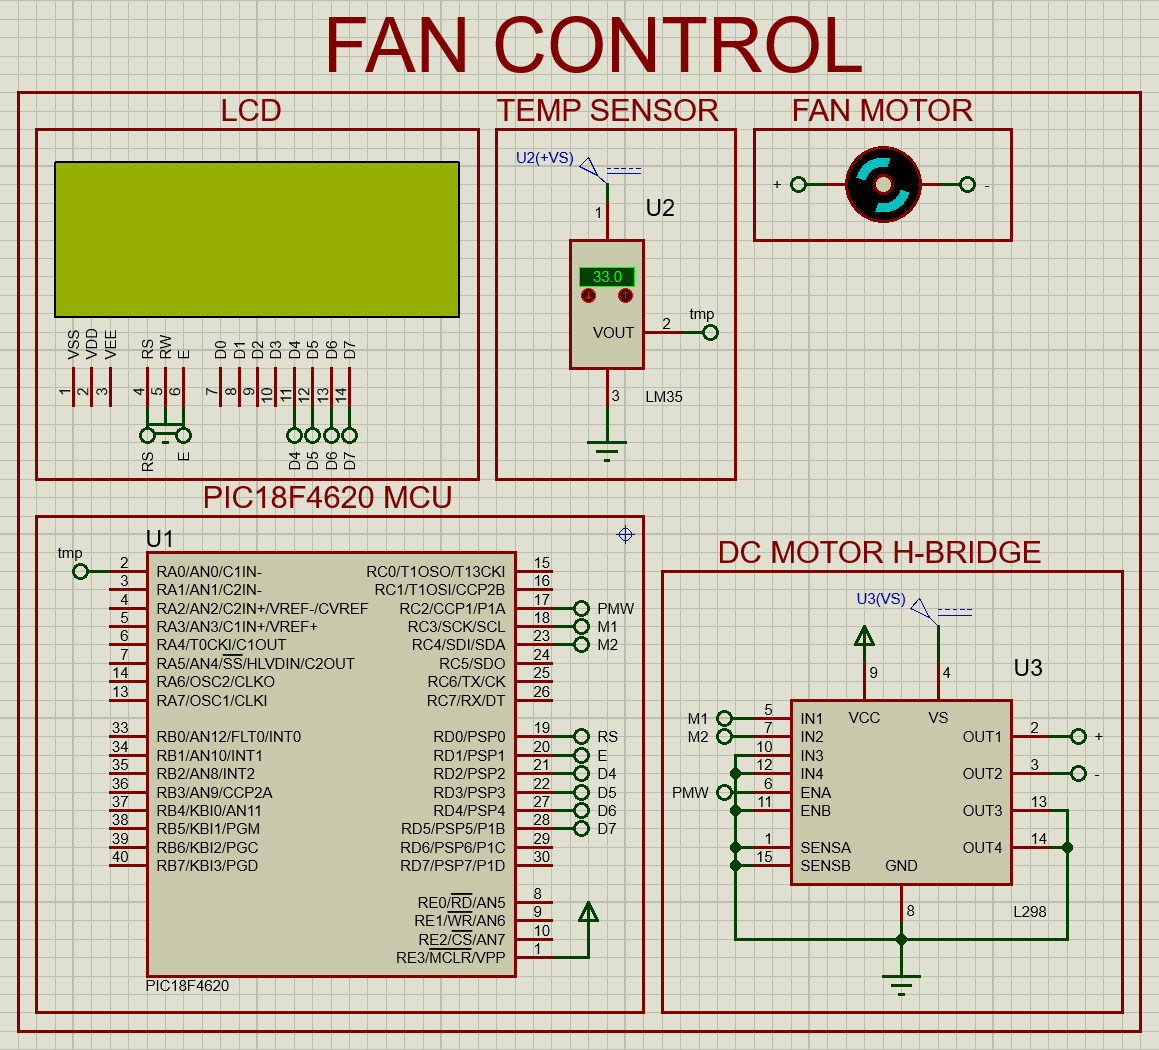 FAN CONTROL
LCD
TEMP SENSOR
FAN MOTOR
U2(+VS)
+
-
1
U2
33.0
VOUT
2
tmp
3
LM35
VSS
VDD
VEE
RS
RW
E
D0
D1
D2
D3
D4
D5
D6
D7
1
2
3
4
5
6
7
8
9
10
11
12
13
14
RS
E
D4
D5
D6
D7
PIC18F4620 MCU
U1
tmp
2 RA0/AN0/C1IN- RC0/T1OSO/T13CKI 15
3 RA1/AN1/C2IN- RC1/T1OSI/CCP2B 16
4 RA2/AN2/C2IN+/VREF-/CVREF RC2/CCP1/P1A 17 PMW
5 RA3/AN3/C1IN+/VREF+ RC3/SCK/SCL 18 M1
6 RA4/T0CKI/C1OUT RC4/SDI/SDA 23 M2
7 RA5/AN4/SS/HLVDIN/C2OUT RC5/SDO 24
14 RA6/OSC2/CLKO RC6/TX/CK 25
13 RA7/OSC1/CLKI RC7/RX/DT 26
33 RB0/AN12/FLT0/INT0 RD0/PSP0 19 RS
34 RB1/AN10/INT1 RD1/PSP1 20 E
35 RB2/AN8/INT2 RD2/PSP2 21 D4
36 RB3/AN9/CCP2A RD3/PSP3 22 D5
37 RB4/KBI0/AN11 RD4/PSP4 27 D6
38 RB5/KBI1/PGM RD5/PSP5/P1B 28 D7
39 RB6/KBI2/PGC RD6/PSP6/P1C 29
40 RB7/KBI3/PGD RD7/PSP7/P1D 30
RE0/RD/AN5 8
RE1/WR/AN6 9
RE2/CS/AN7 10
RE3/MCLR/VPP 1
PIC18F4620
DC MOTOR H-BRIDGE
U3(VS)
9
4
U3
VCC VS
M1 5 IN1
M2 7 IN2 OUT1 2 +
10 IN3
12 IN4 OUT2 3 -
PMW 6 ENA
11 ENB OUT3 13
1 SENSA OUT4 14
15 SENSB GND
8
L298